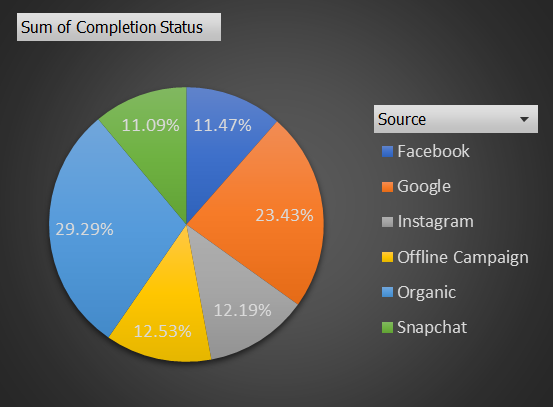 Sum of Completion Status
11.09% 11.47%
Source
Facebook
Google
Instagram
Offline Campaign
Organic
Snapchat
23.43%
29.29%
12.19%
12.53%